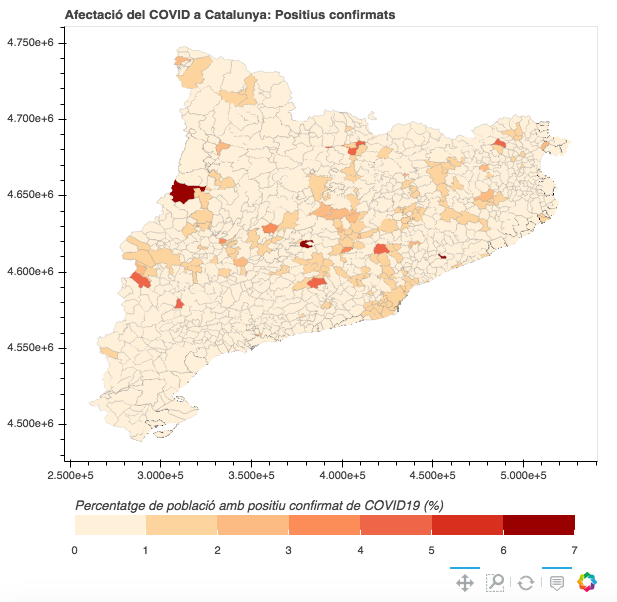 Afectació del COVID a Catalunya: Positius confirmats
4.750e+6
4.700e+6
4.650e+6
4.600e+6
4.550e+6
4.500e+6
2.500e+5 3.000e+5 3.500e+5 4.000e+5 4.500e+5 5.000e+5
Percentatge de població amb positiu confirmat de COVID19 (%)
0 1 2 3 4 5 6 7